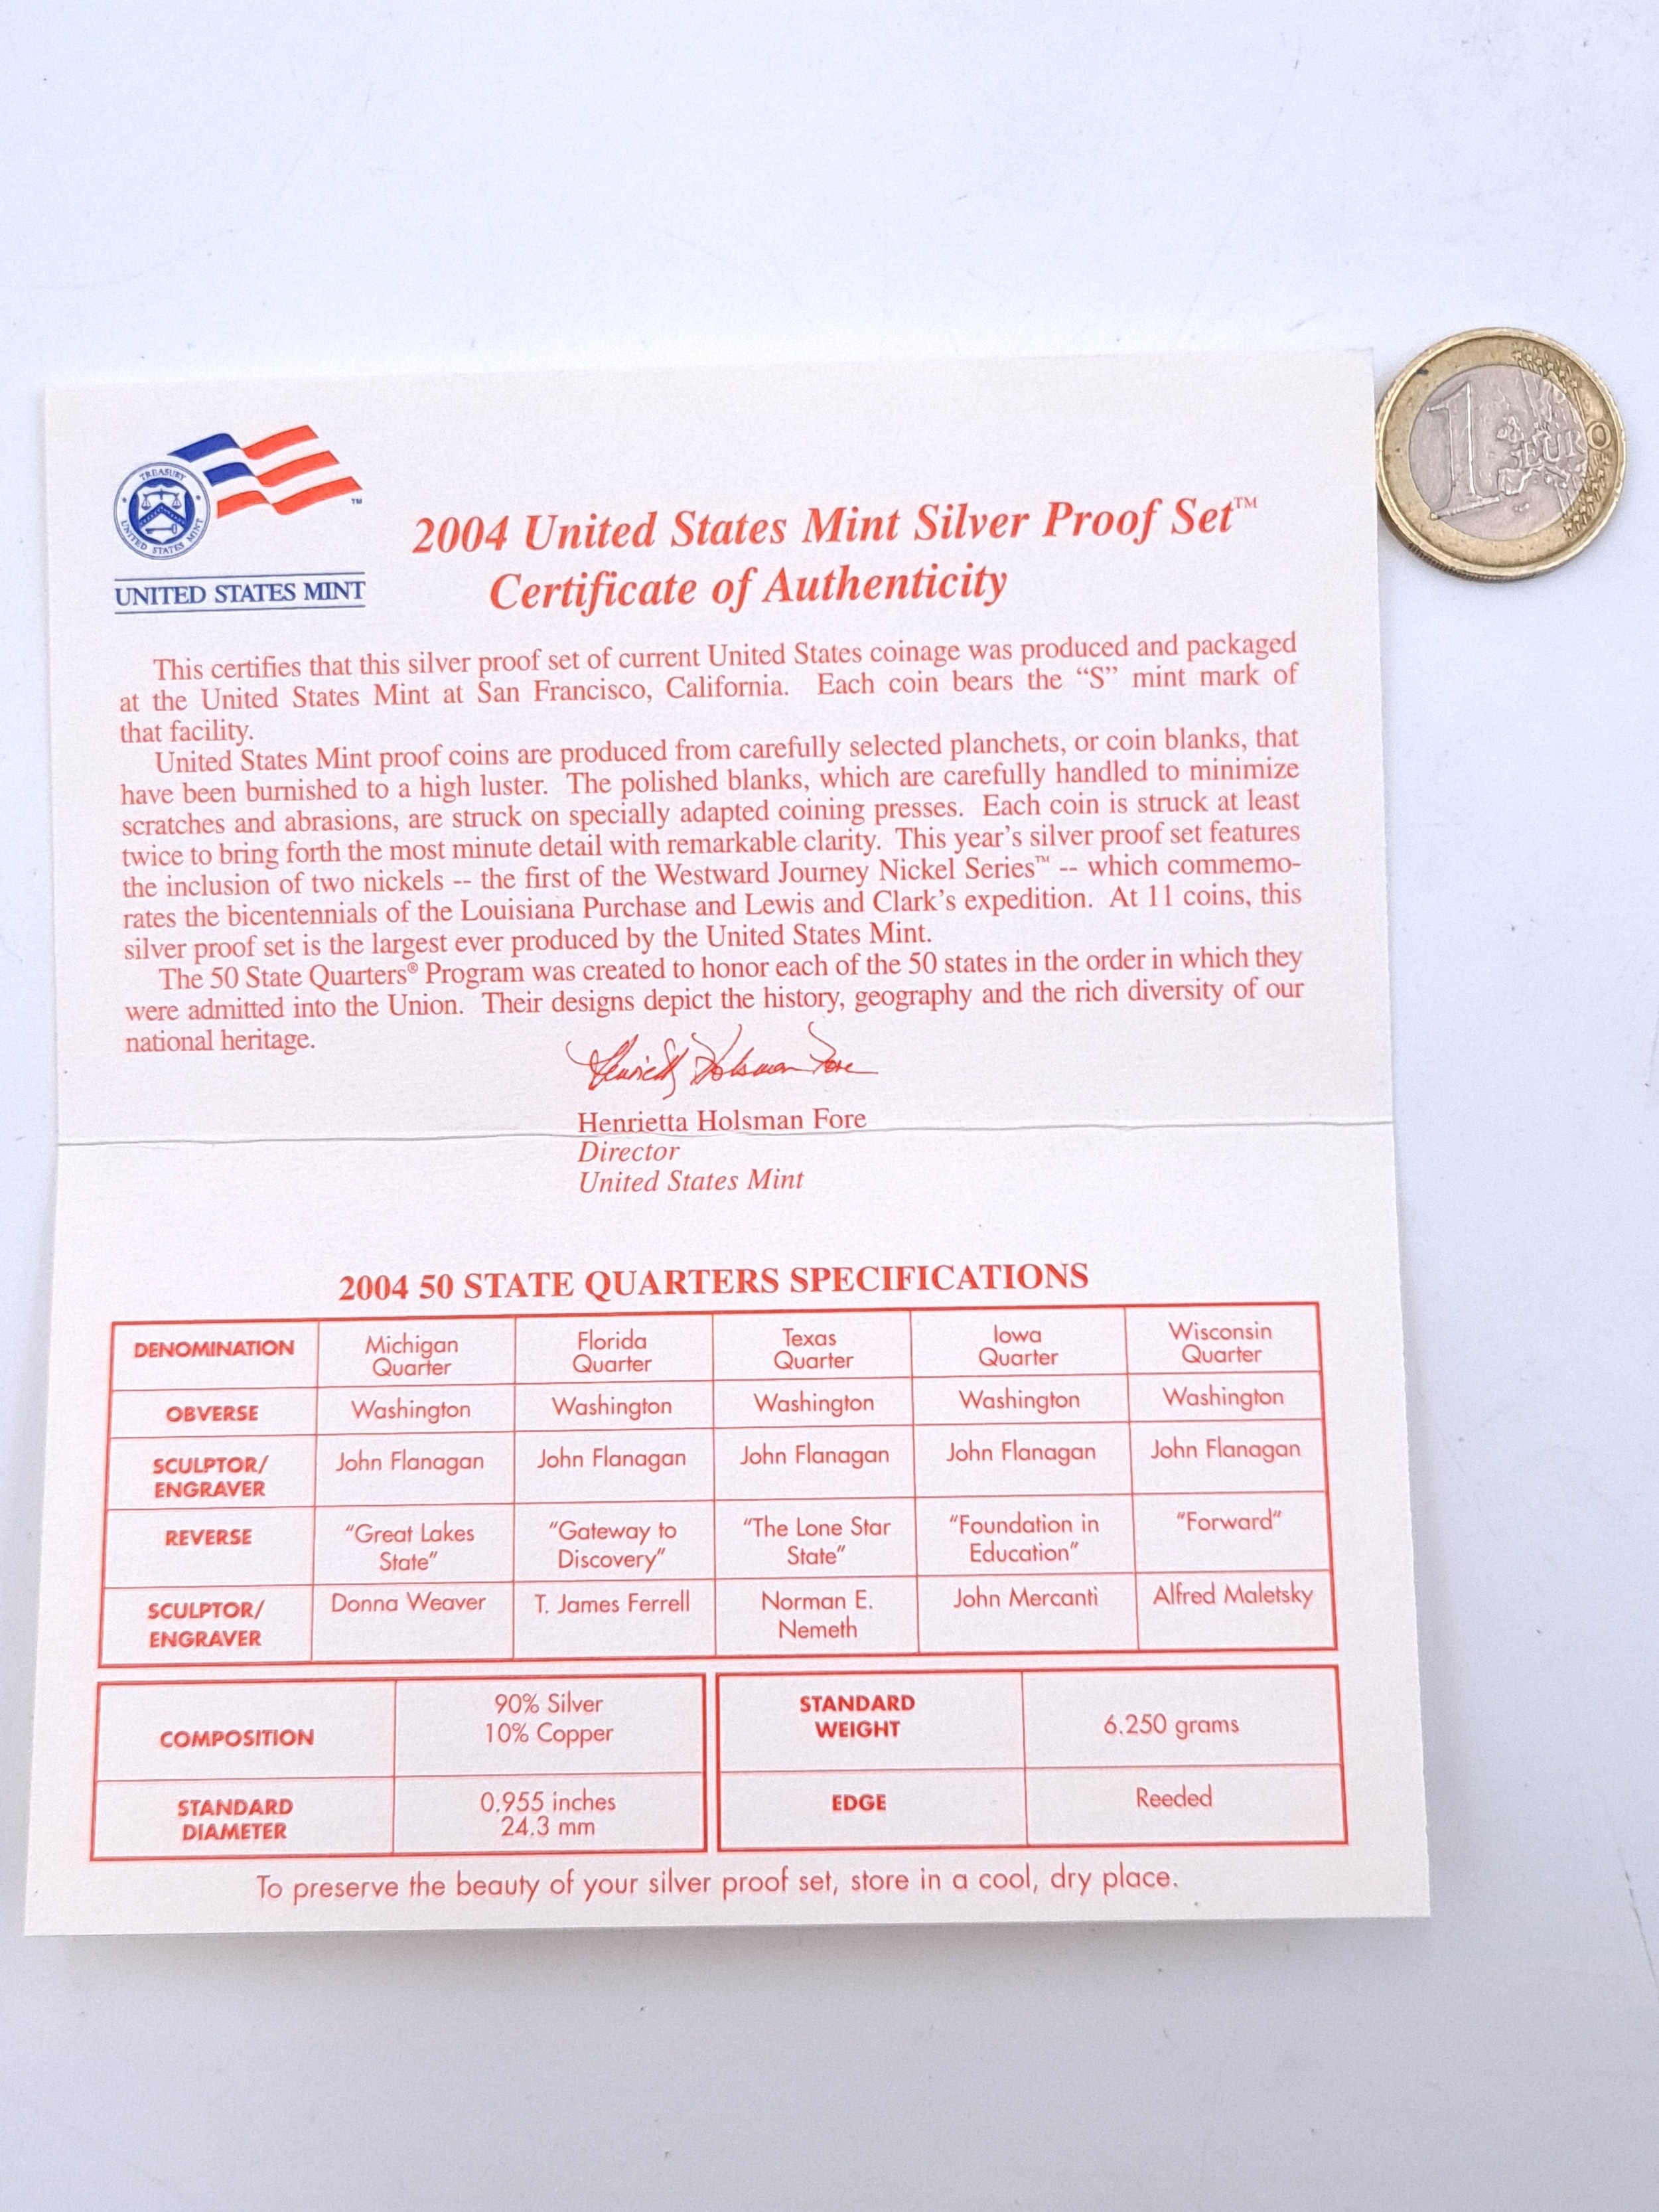 TREASURY
UNITED STATES MINT
™
UNITED STATES MINT
2004 United States Mint Silver Proof Set™
Certificate of Authenticity
1 EURO
This certifies that this silver proof set of current United States coinage was produced and packaged
at the United States Mint at San Francisco, California. Each coin bears the “S” mint mark of
that facility.
United States Mint proof coins are produced from carefully selected planchets, or coin blanks, that
have been burnished to a high luster. The polished blanks, which are carefully handled to minimize
scratches and abrasions, are struck on specially adapted coining presses. Each coin is struck at least
twice to bring forth the most minute detail with remarkable clarity. This year’s silver proof set features
the inclusion of two nickels -- the first of the Westward Journey Nickel Series™ -- which commemo-
rates the bicentennials of the Louisiana Purchase and Lewis and Clark’s expedition. At 11 coins, this
silver proof set is the largest ever produced by the United States Mint.
The 50 State Quarters® Program was created to honor each of the 50 states in the order in which they
were admitted into the Union. Their designs depict the history, geography and the rich diversity of our
national heritage.
Henrietta Holsman Fore
Henrietta Holsman Fore
Director
United States Mint
2004 50 STATE QUARTERS SPECIFICATIONS
DENOMINATION Michigan Quarter Florida Quarter Texas Quarter Iowa Quarter Wisconsin Quarter
OBVERSE Washington Washington Washington Washington Washington
SCULPTOR/ ENGRAVER John Flanagan John Flanagan John Flanagan John Flanagan John Flanagan
REVERSE “Great Lakes State” “Gateway to Discovery” “The Lone Star State” “Foundation in Education” “Forward”
SCULPTOR/ ENGRAVER Donna Weaver T. James Ferrell Norman E. Nemeth John Mercanti Alfred Maletsky
COMPOSITION 90% Silver 10% Copper STANDARD WEIGHT 6.250 grams
STANDARD DIAMETER 0.955 inches 24.3 mm EDGE Reeded
To preserve the beauty of your silver proof set, store in a cool, dry place.